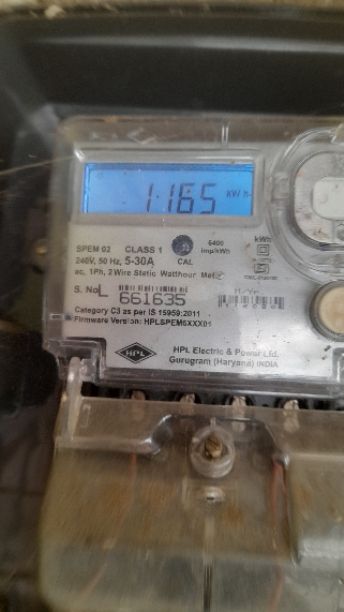 1.165 kW
SPEM 02 CLASS 1
6400 imp/kWh
kWh
240V, 50 Hz, 5-30A
CAL
ac, 1Ph, 2 Wire Static Watthour Meter
S. No L 661635
M/Yr
Category C3 as per IS 15959:2011
Firmware Version: HPLSPEM6XXX01
HPL
HPL Electric & Power Ltd.
Gurugram (Haryana) INDIA